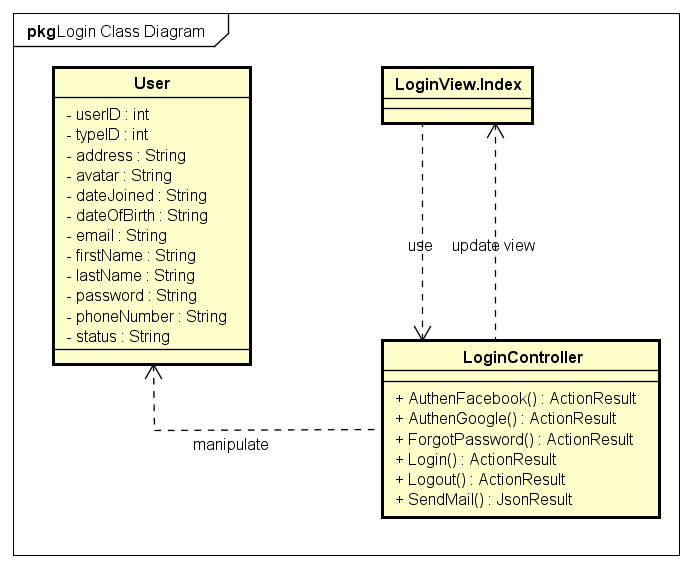 pkg Login Class Diagram
User
- userID : int
- typeID : int
- address : String
- avatar : String
- dateJoined : String
- dateOfBirth : String
- email : String
- firstName : String
- lastName : String
- password : String
- phoneNumber : String
- status : String
LoginView.Index
use
update view
LoginController
+ AuthenFacebook() : ActionResult
+ AuthenGoogle() : ActionResult
+ ForgotPassword() : ActionResult
+ Login() : ActionResult
+ Logout() : ActionResult
+ SendMail() : JsonResult
manipulate